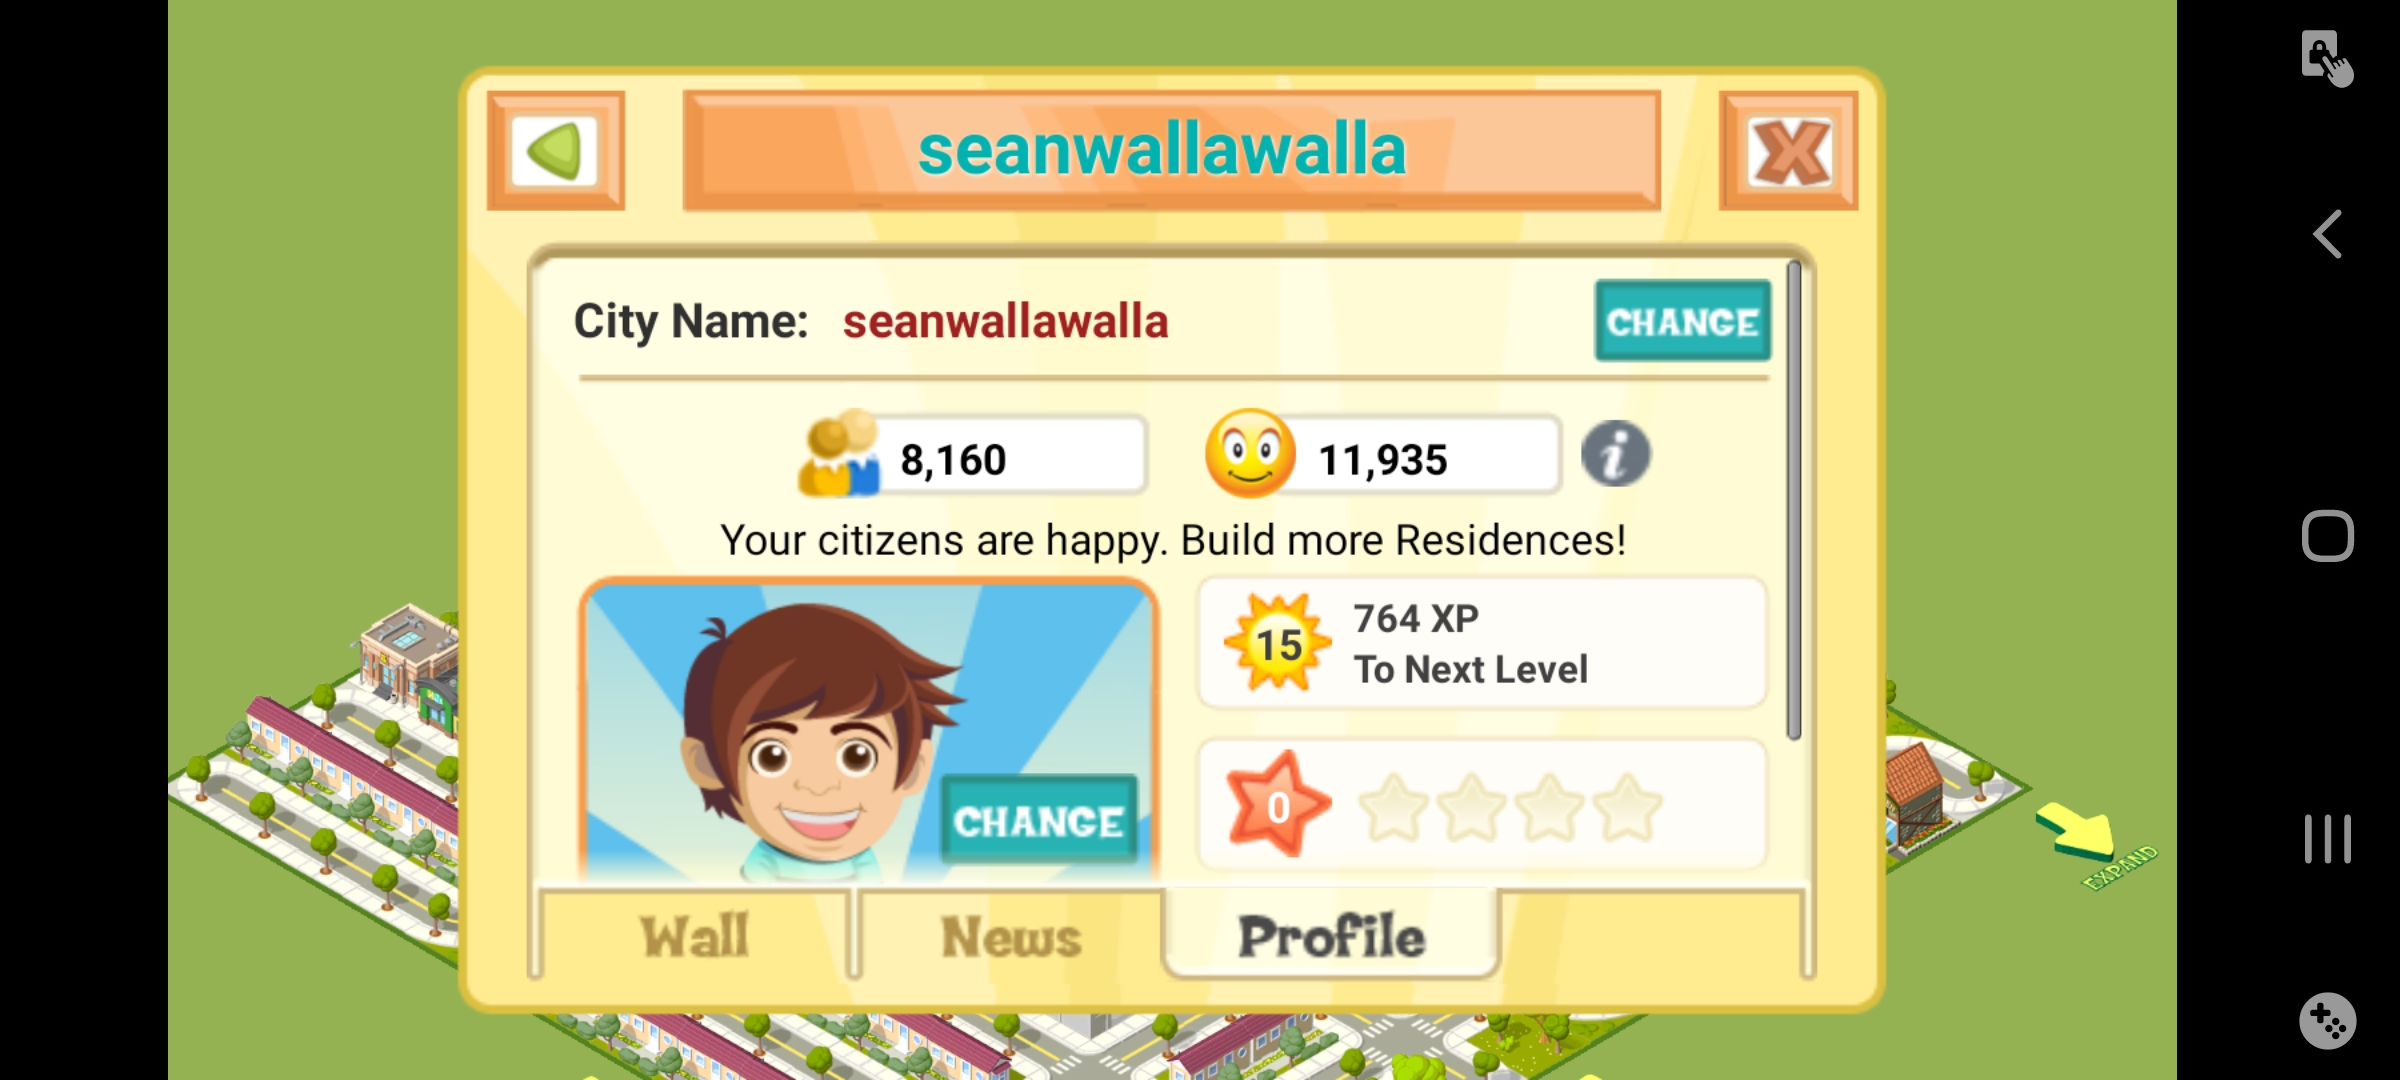 seanwallawalla
City Name: seanwallawalla
CHANGE
8,160
11,935
i
Your citizens are happy. Build more Residences!
15
764 XP
To Next Level
CHANGE
0
Wall
News
Profile
EXPAND